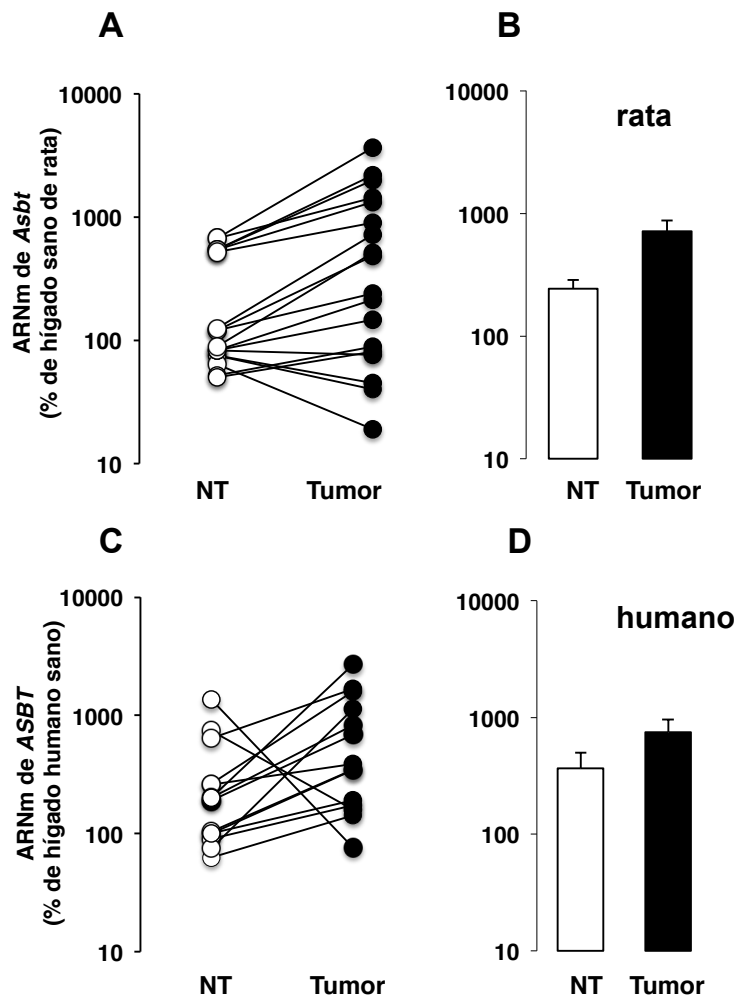 A
B
10000
1000
100
10
ARNm de Asbt
(% de hígado sano de rata)
NT
Tumor
10000
1000
100
10
rata
NT
Tumor
C
D
10000
1000
100
10
ARNm de ASBT
(% de hígado humano sano)
NT
Tumor
10000
1000
100
10
humano
NT
Tumor